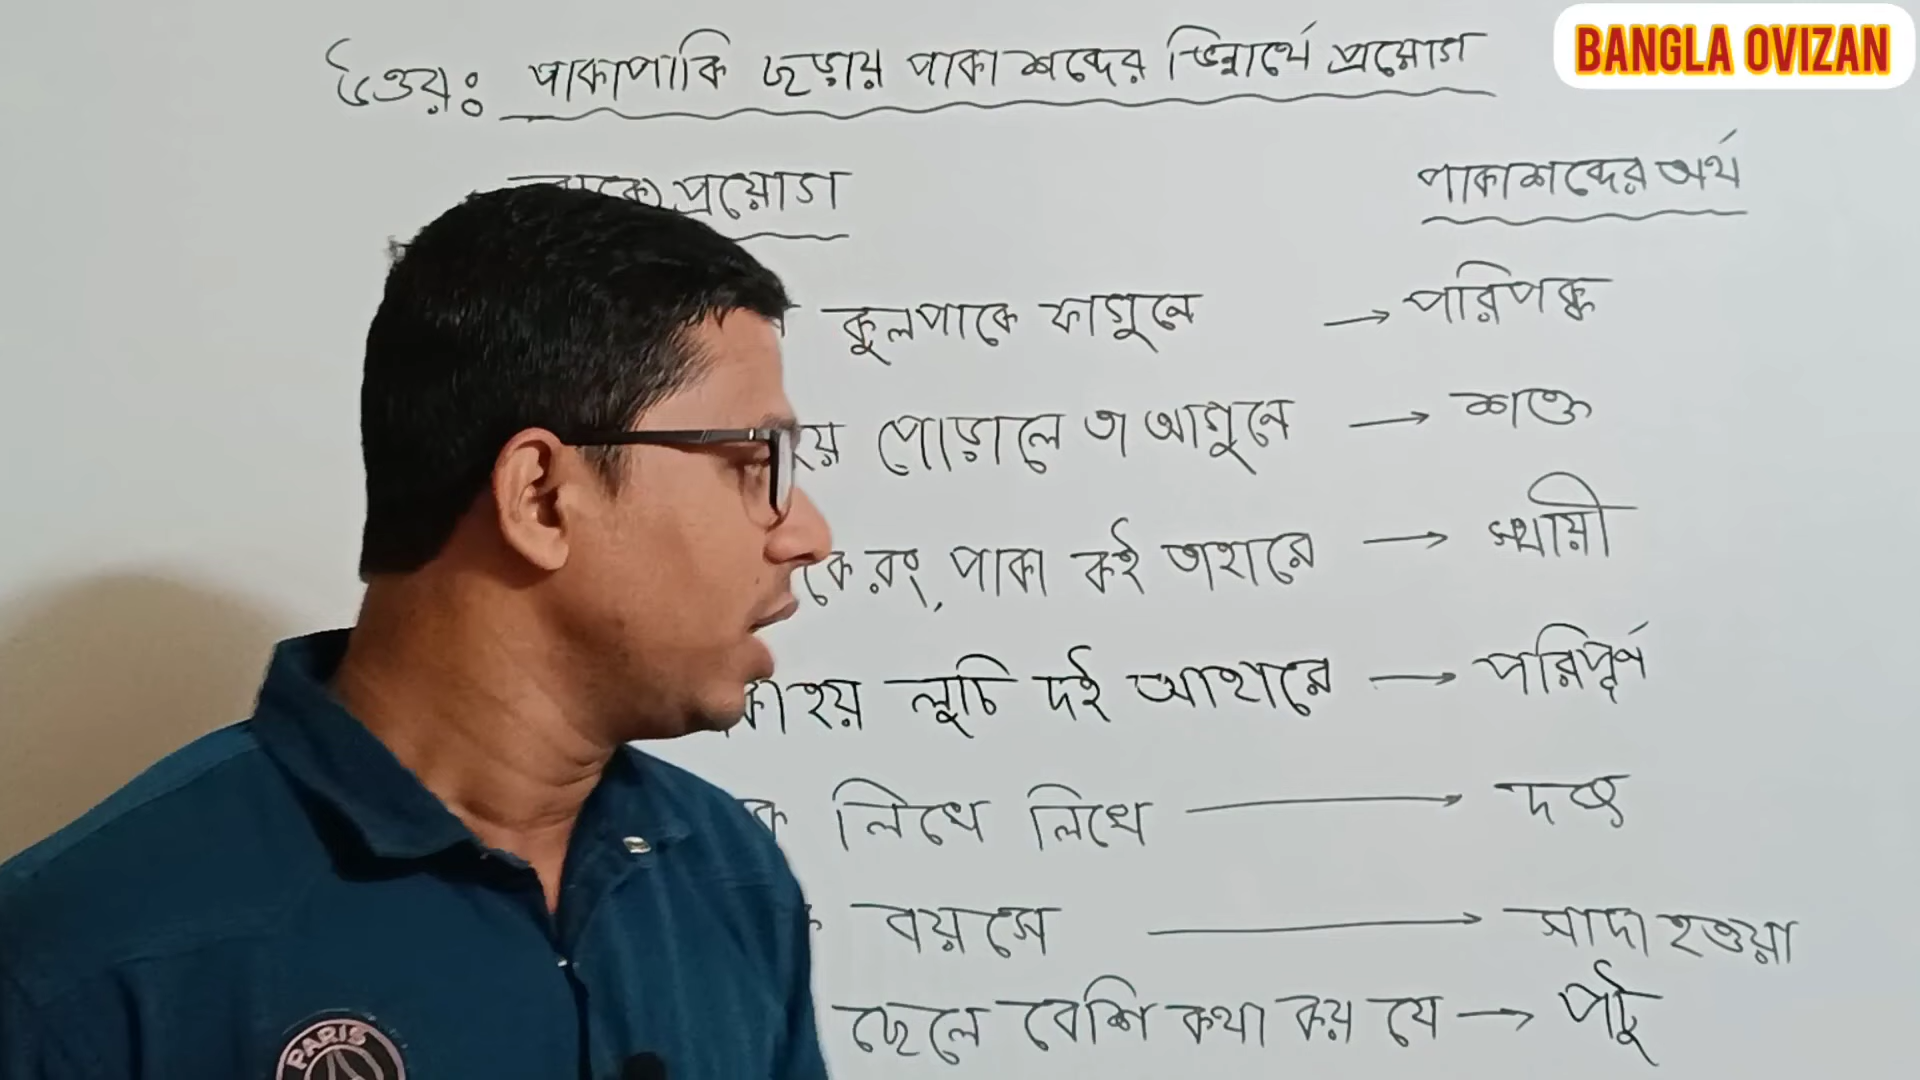 BANGLA OVIZAN
উত্তর: পাকাপাকি ছড়ায় পাকা শব্দের ভিন্নার্থে প্রয়োগ
প্রয়োগ পাকা শব্দের অর্থ
কুল পাকে ফাগুনে → পরিপক্ক
পোড়ালে তা আগুনে → শক্ত
রং, পাকা কই তাহারে → স্থায়ী
হয় লুচি দই আহারে → পরিপূর্ণ
লিখে লিখে → দক্ষ
বয়সে → সাদা হওয়া
ছেলে বেশি কথা কয় যে → পটু
PARIS